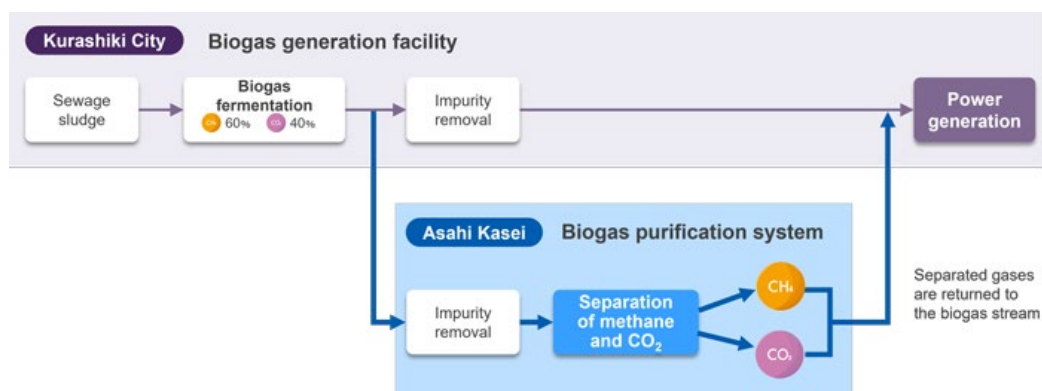 Kurashiki City
Biogas generation facility
Sewage
sludge
Biogas
fermentation
CH₄ 60% CO₂ 40%
Impurity
removal
Power
generation
Asahi Kasei
Biogas purification system
Impurity
removal
Separation
of methane
and CO₂
CH₄
CO₂
Separated gases
are returned to
the biogas stream